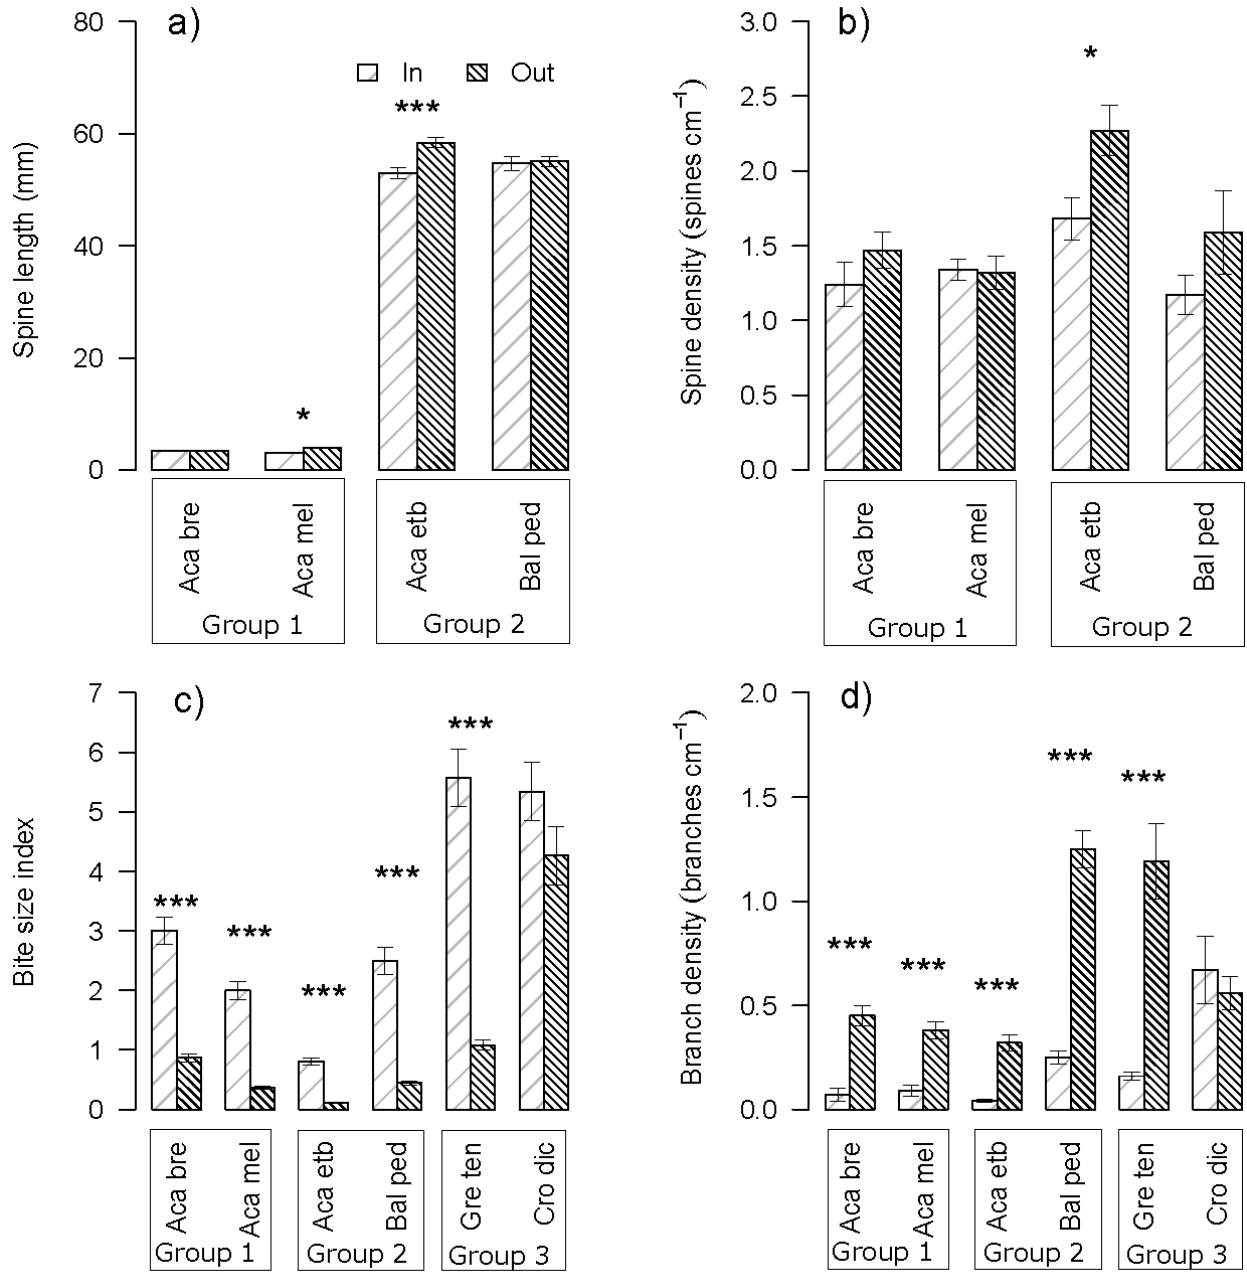 a)
In Out
***
*
80
60
40
20
0
Spine length (mm)
Aca bre Aca mel Aca etb Bal ped
Group 1 Group 2
b)
*
3.0
2.5
2.0
1.5
1.0
0.5
0.0
Spine density (spines cm⁻¹)
Aca bre Aca mel Aca etb Bal ped
Group 1 Group 2
c)
*** *** *** *** ***
7
6
5
4
3
2
1
0
Bite size index
Aca bre Aca mel Aca etb Bal ped Gre ten Cro dic
Group 1 Group 2 Group 3
d)
*** *** *** *** ***
2.0
1.5
1.0
0.5
0.0
Branch density (branches cm⁻¹)
Aca bre Aca mel Aca etb Bal ped Gre ten Cro dic
Group 1 Group 2 Group 3